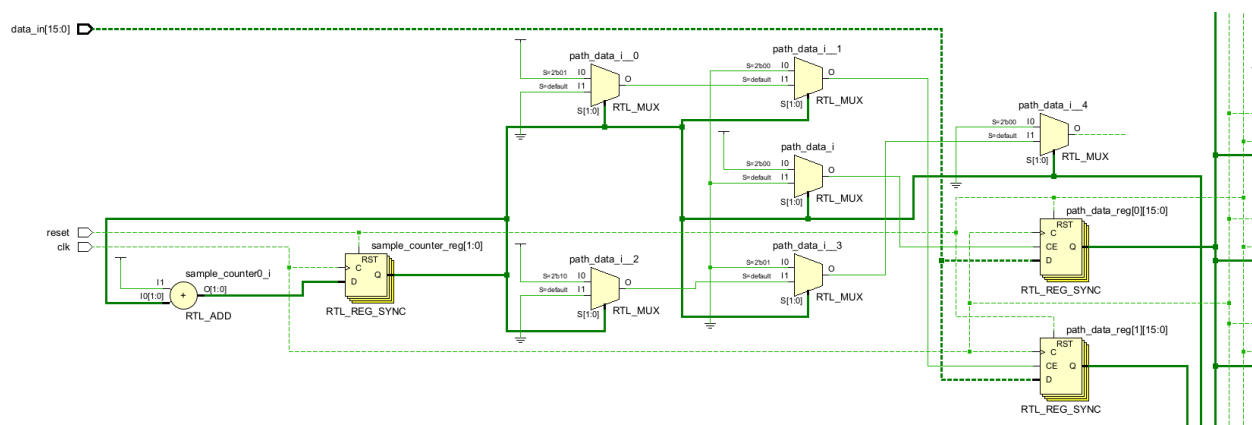 data_in[15:0]
path_data_i__0
S=2'b01 I0
S=default I1
O
S[1:0]
RTL_MUX
path_data_i__1
S=2'b00 I0
S=default I1
O
S[1:0]
RTL_MUX
path_data_i__4
S=2'b00 I0
S=default I1
O
S[1:0]
RTL_MUX
path_data_i
S=2'b00 I0
S=default I1
O
S[1:0]
RTL_MUX
reset
clk
sample_counter_reg[1:0]
RST
C
D
Q
RTL_REG_SYNC
sample_counter0_i
I1
I0[1:0]
+
O[1:0]
RTL_ADD
path_data_i__2
S=2'b10 I0
S=default I1
O
S[1:0]
RTL_MUX
path_data_i__3
S=2'b01 I0
S=default I1
O
S[1:0]
RTL_MUX
path_data_reg[0][15:0]
RST
C
CE
D
Q
RTL_REG_SYNC
path_data_reg[1][15:0]
RST
C
CE
D
Q
RTL_REG_SYNC